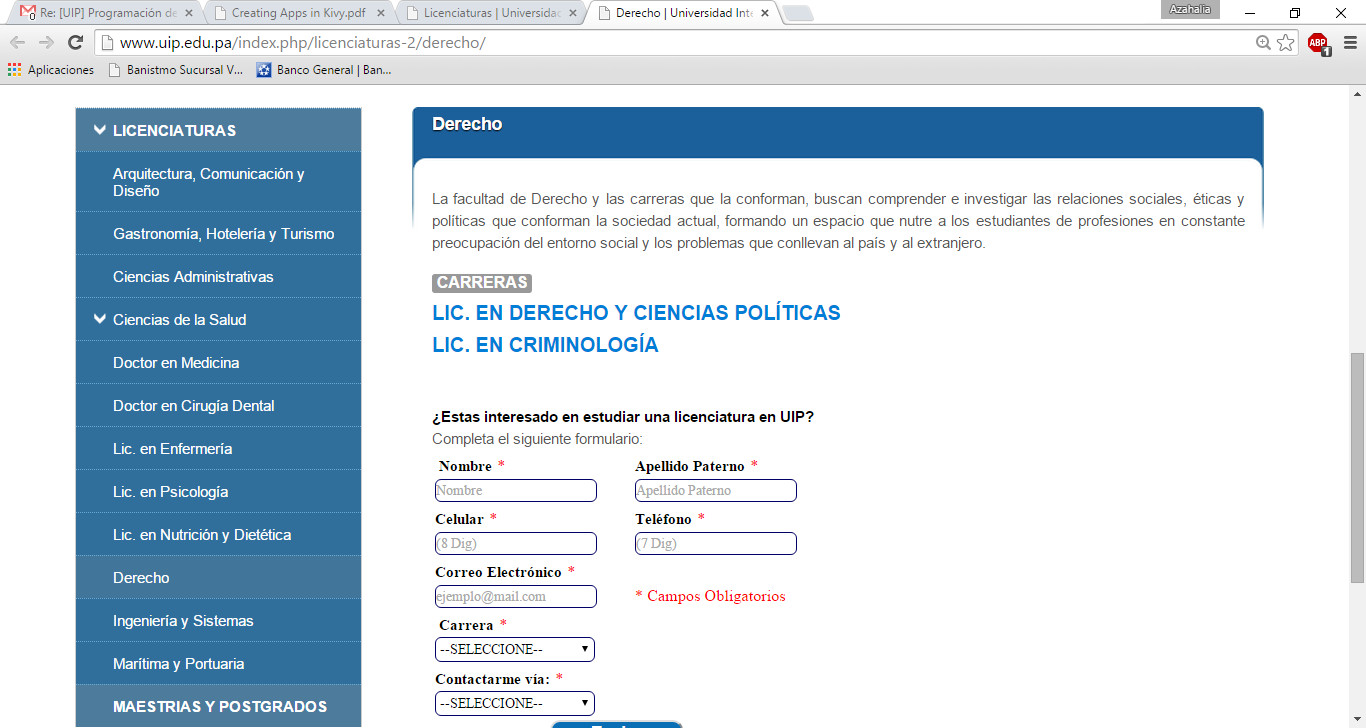 Re: [UIP] Programación de
Creating Apps in Kivy.pdf
Licenciaturas | Universidad
Derecho | Universidad Inte
Azahalia
www.uip.edu.pa/index.php/licenciaturas-2/derecho/
ABP
1
Aplicaciones
Banistmo Sucursal V...
Banco General | Ban...
LICENCIATURAS
Arquitectura, Comunicación y
Diseño
Gastronomía, Hotelería y Turismo
Ciencias Administrativas
Ciencias de la Salud
Doctor en Medicina
Doctor en Cirugía Dental
Lic. en Enfermería
Lic. en Psicología
Lic. en Nutrición y Dietética
Derecho
Ingeniería y Sistemas
Marítima y Portuaria
MAESTRIAS Y POSTGRADOS
Derecho
La facultad de Derecho y las carreras que la conforman, buscan comprender e investigar las relaciones sociales, éticas y
políticas que conforman la sociedad actual, formando un espacio que nutre a los estudiantes de profesiones en constante
preocupación del entorno social y los problemas que conllevan al país y al extranjero.
CARRERAS
LIC. EN DERECHO Y CIENCIAS POLÍTICAS
LIC. EN CRIMINOLOGÍA
¿Estas interesado en estudiar una licenciatura en UIP?
Completa el siguiente formulario:
Nombre * Apellido Paterno *
Nombre Apellido Paterno
Celular * Teléfono *
(8 Dig) (7 Dig)
Correo Electrónico *
ejemplo@mail.com * Campos Obligatorios
Carrera *
--SELECCIONE--
Contactarme vía: *
--SELECCIONE--